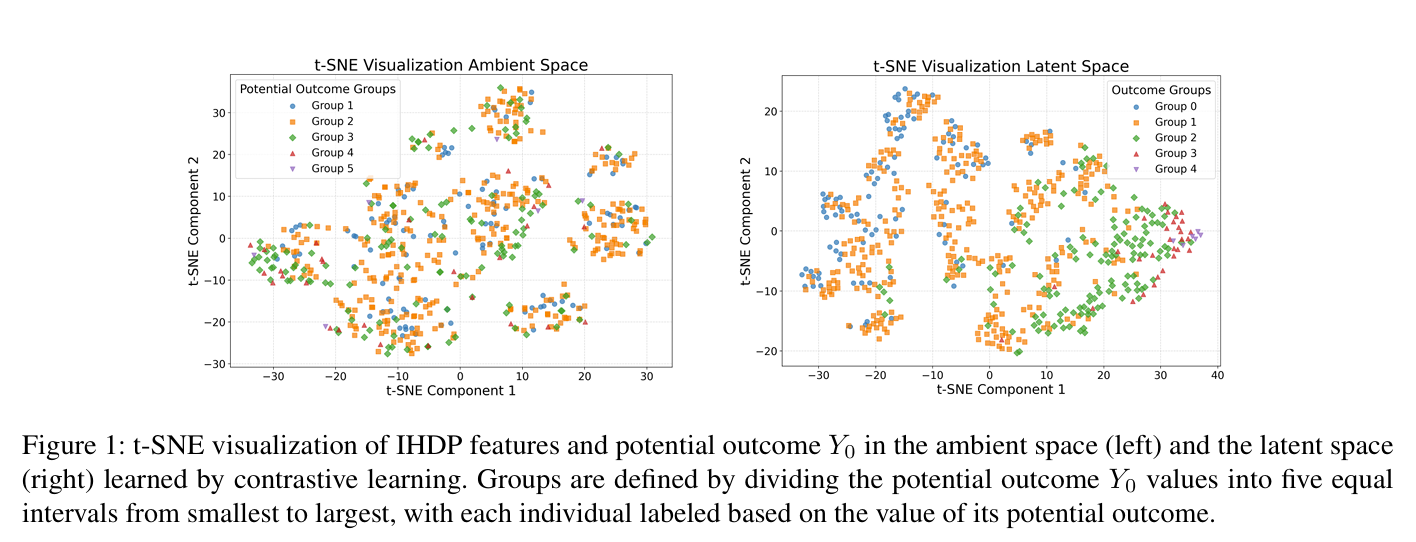 t-SNE Visualization Ambient Space
Potential Outcome Groups
Group 1
Group 2
Group 3
Group 4
Group 5
t-SNE Component 2
30
20
10
0
−10
−20
−30
−30
−20
−10
0
10
20
30
t-SNE Component 1
t-SNE Visualization Latent Space
Outcome Groups
Group 0
Group 1
Group 2
Group 3
Group 4
t-SNE Component 2
20
10
0
−10
−20
−30
−20
−10
0
10
20
30
40
t-SNE Component 1
Figure 1: t-SNE visualization of IHDP features and potential outcome Y₀ in the ambient space (left) and the latent space
(right) learned by contrastive learning. Groups are defined by dividing the potential outcome Y₀ values into five equal
intervals from smallest to largest, with each individual labeled based on the value of its potential outcome.